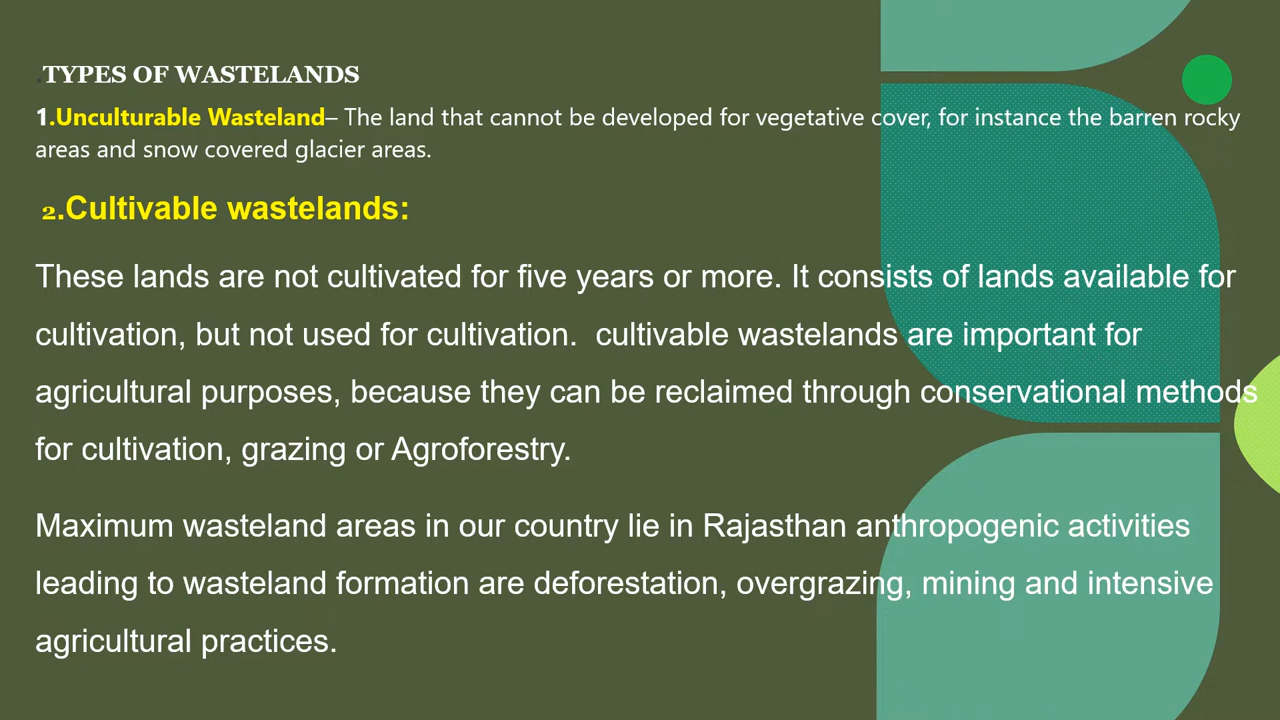 .TYPES OF WASTELANDS
1.Unculturable Wasteland– The land that cannot be developed for vegetative cover, for instance the barren rocky
areas and snow covered glacier areas.
2.Cultivable wastelands:
These lands are not cultivated for five years or more. It consists of lands available for
cultivation, but not used for cultivation.  cultivable wastelands are important for
agricultural purposes, because they can be reclaimed through conservational methods
for cultivation, grazing or Agroforestry.
Maximum wasteland areas in our country lie in Rajasthan anthropogenic activities
leading to wasteland formation are deforestation, overgrazing, mining and intensive
agricultural practices.